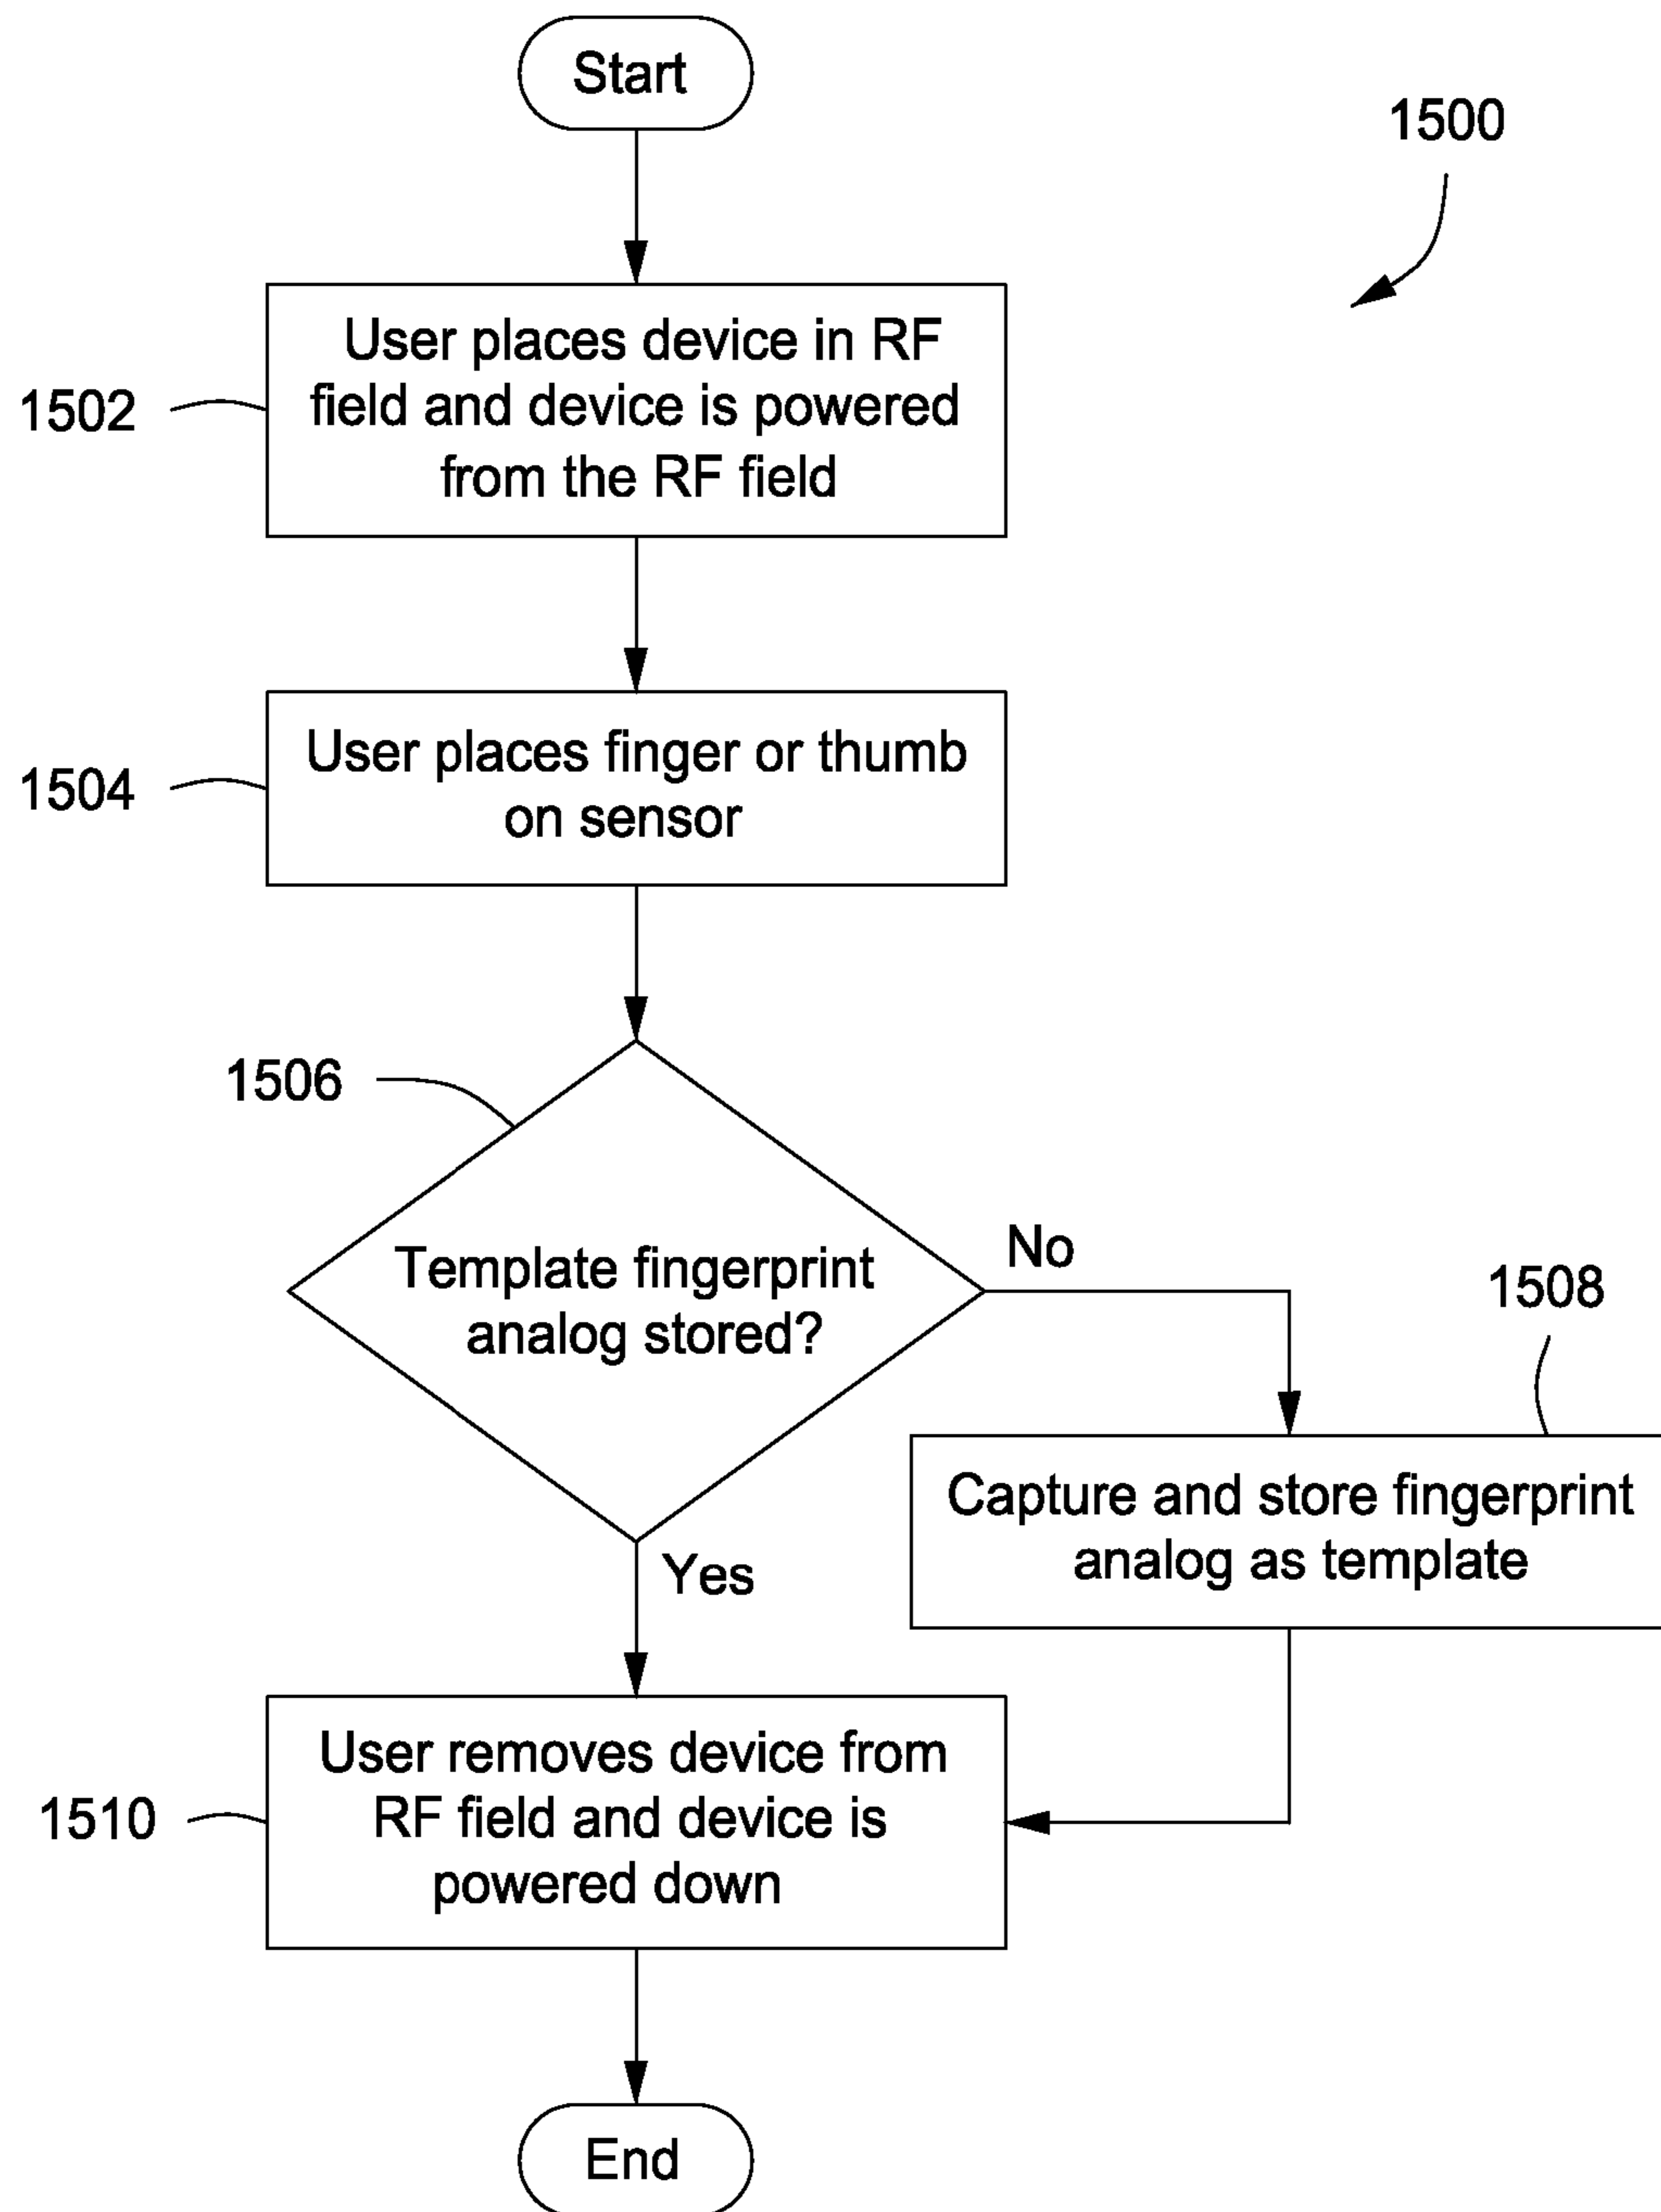 Start
1500
1502
User places device in RF
field and device is powered
from the RF field
1504
User places finger or thumb
on sensor
1506
Template fingerprint
analog stored?
No
1508
Capture and store fingerprint
analog as template
Yes
1510
User removes device from
RF field and device is
powered down
End